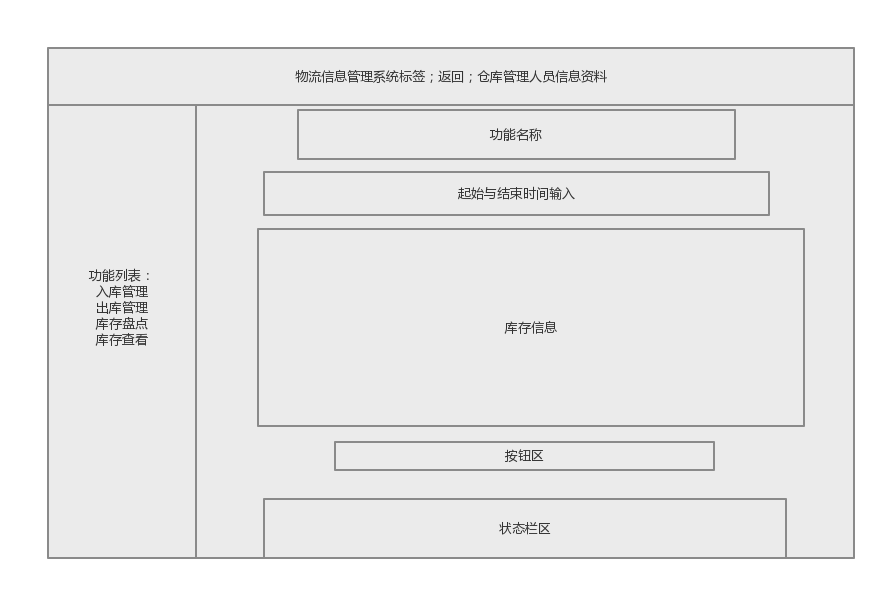 物流信息管理系统标签；返回；仓库管理人员信息资料
功能名称
起始与结束时间输入
功能列表：
入库管理
出库管理
库存盘点
库存查看
库存信息
按钮区
状态栏区